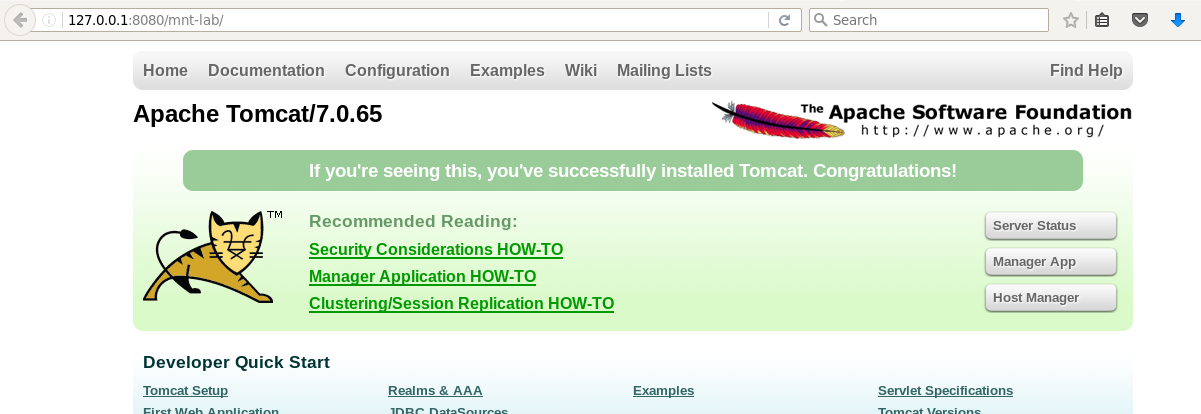 127.0.0.1:8080/mnt-lab/ Search
Home Documentation Configuration Examples Wiki Mailing Lists Find Help
Apache Tomcat/7.0.65
The Apache Software Foundation
http://www.apache.org/
If you're seeing this, you've successfully installed Tomcat. Congratulations!
TM
Recommended Reading:
Security Considerations HOW-TO
Manager Application HOW-TO
Clustering/Session Replication HOW-TO
Server Status
Manager App
Host Manager
Developer Quick Start
Tomcat Setup Realms & AAA Examples Servlet Specifications
First Web Application JDBC DataSources Tomcat Versions